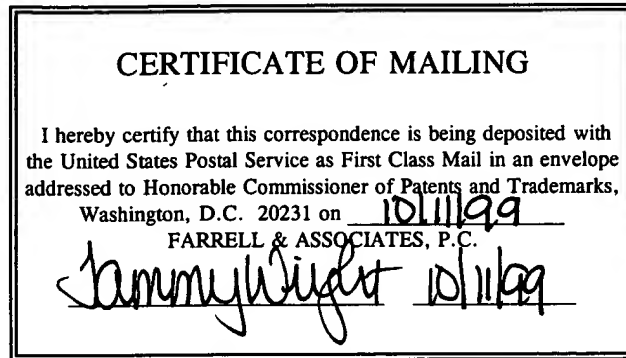 CERTIFICATE OF MAILING
I hereby certify that this correspondence is being deposited with
the United States Postal Service as First Class Mail in an envelope
addressed to Honorable Commissioner of Patents and Trademarks,
Washington, D.C. 20231 on 10/11/99
FARRELL & ASSOCIATES, P.C.
Tammy Wight 10/11/99